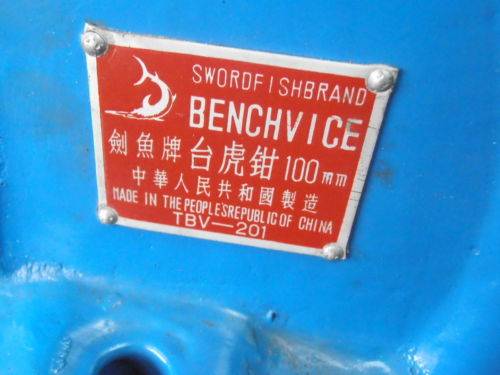 SWORDFISHBRAND
BENCHVICE
劍魚牌台虎钳100mm
中華人民共和國製造
MADE IN THE PEOPLESREPUBLIC OF CHINA
TBV—201